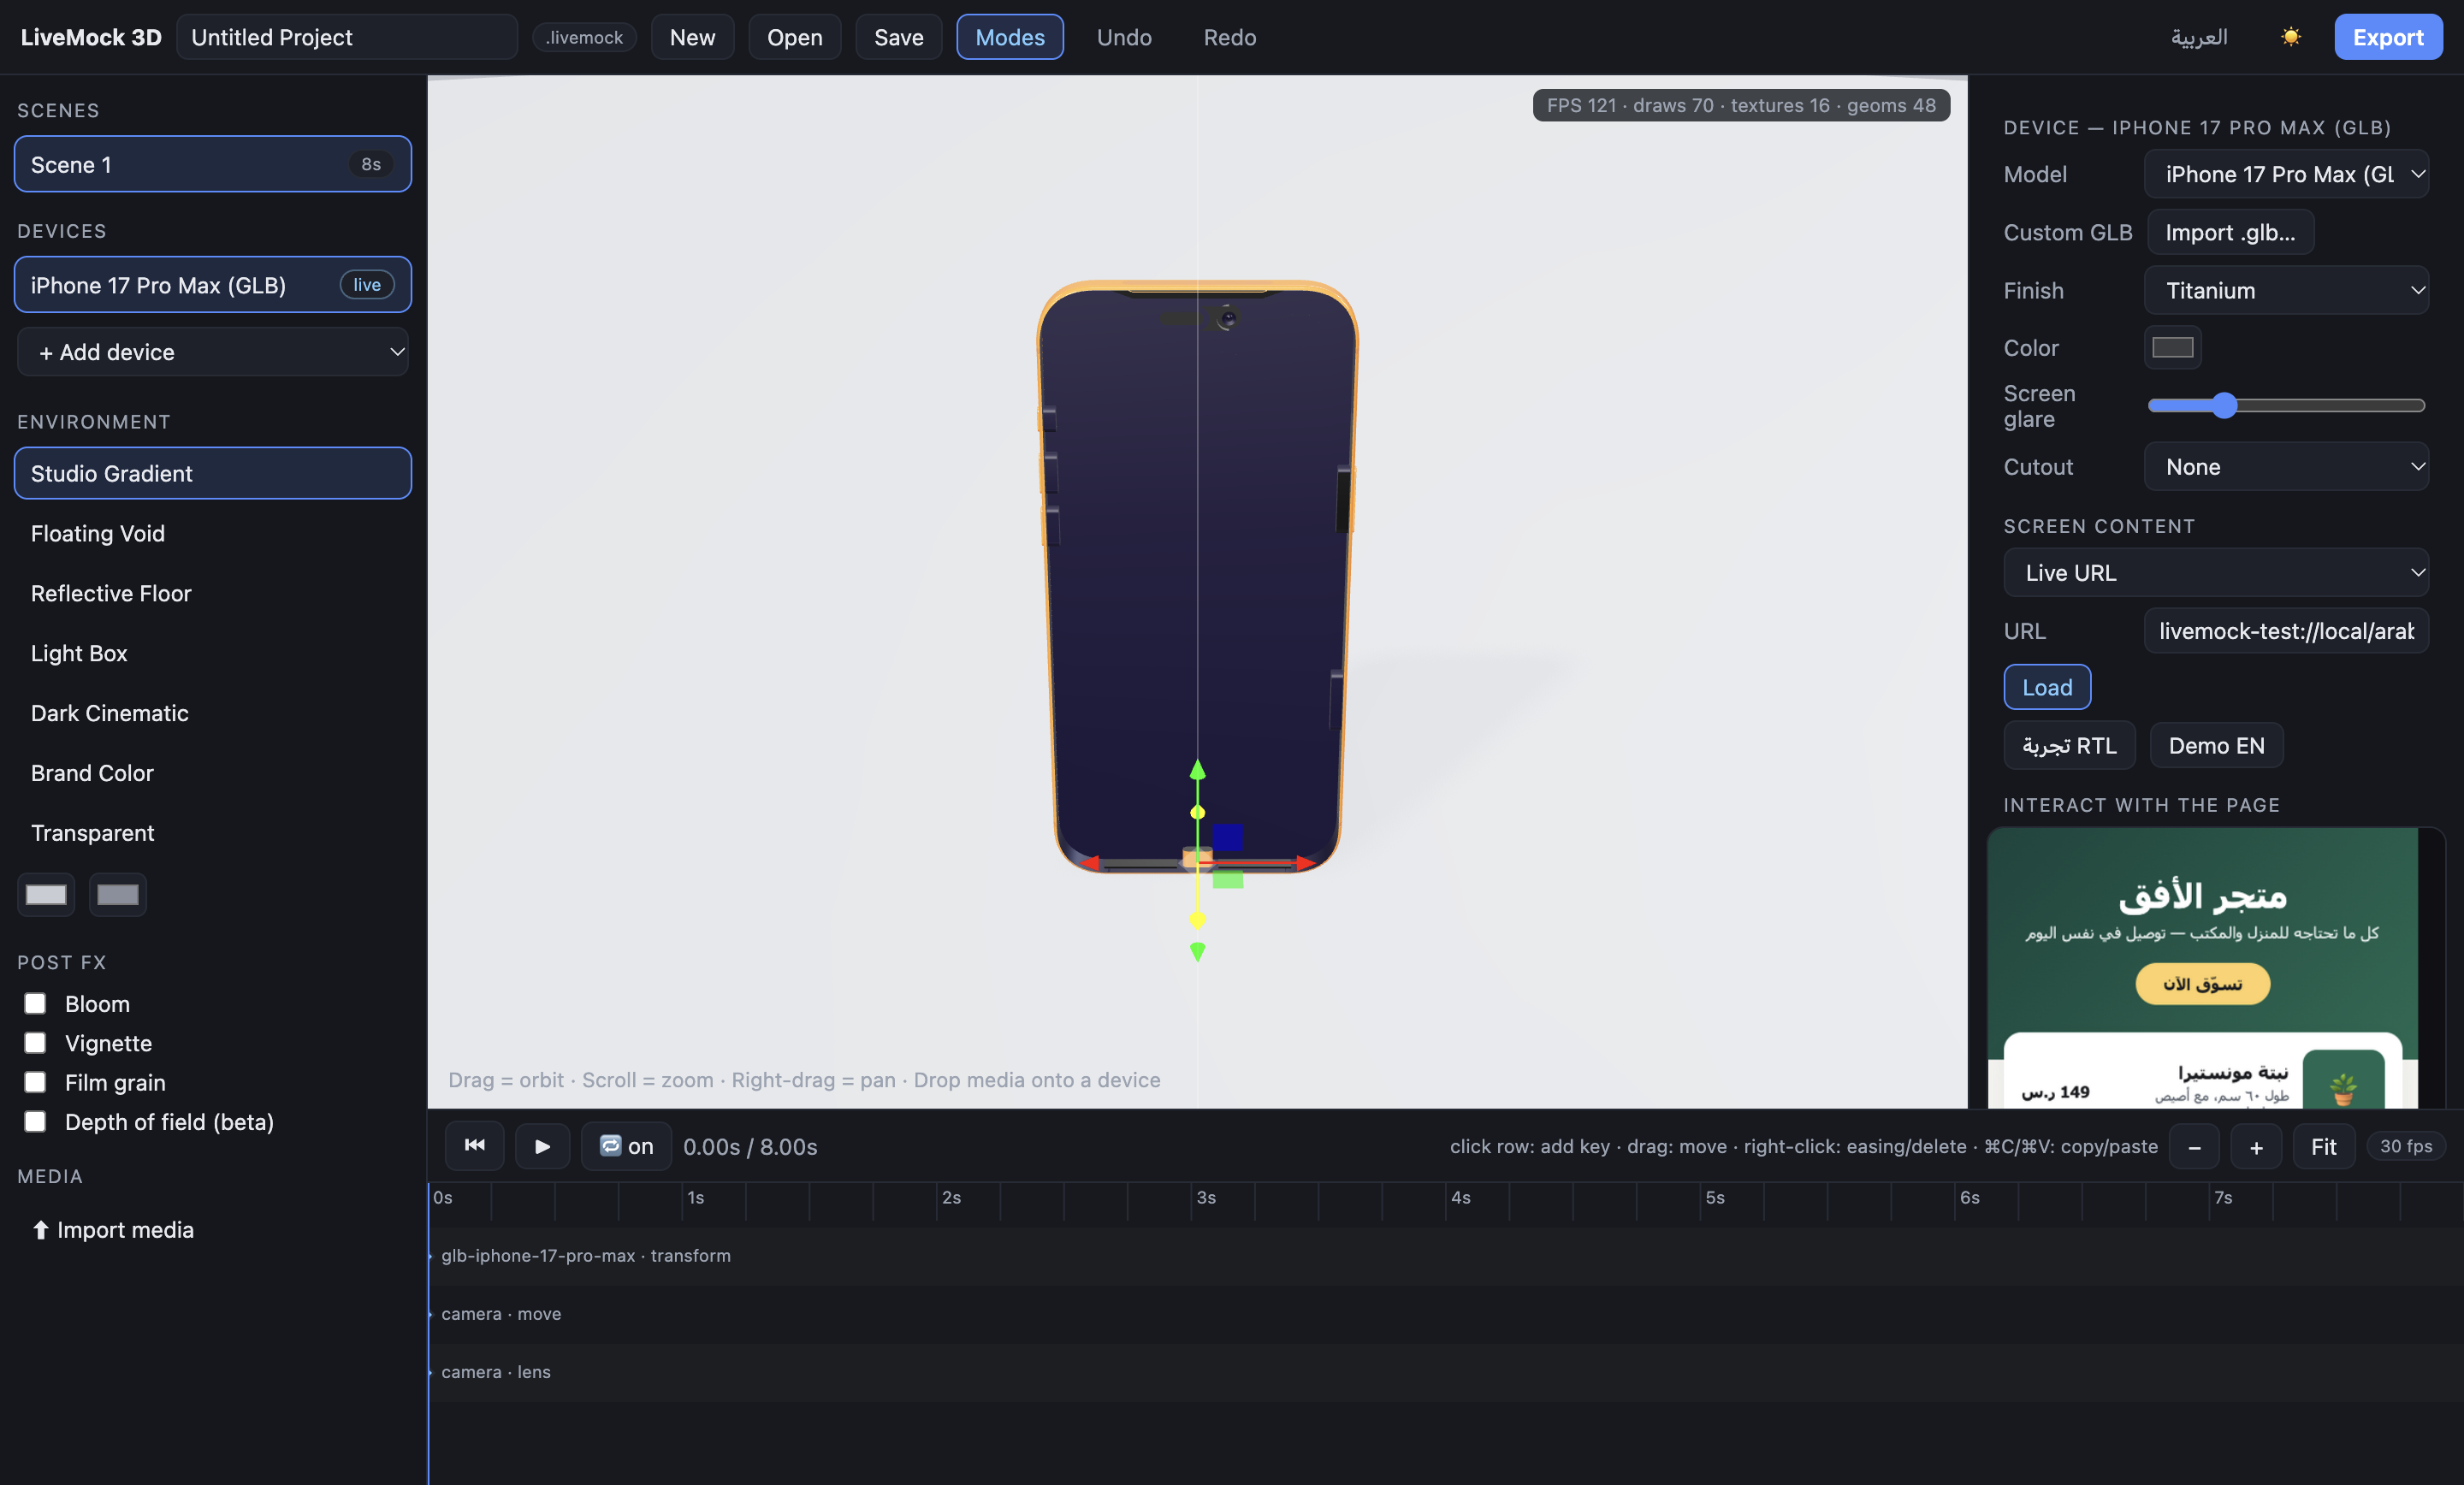 LiveMock 3D
Untitled Project
.livemock
New
Open
Save
Modes
Undo
Redo
العربية
Export
SCENES
Scene 1
8s
DEVICES
iPhone 17 Pro Max (GLB)
live
+ Add device
ENVIRONMENT
Studio Gradient
Floating Void
Reflective Floor
Light Box
Dark Cinematic
Brand Color
Transparent
POST FX
Bloom
Vignette
Film grain
Depth of field (beta)
MEDIA
Import media
FPS 121 · draws 70 · textures 16 · geoms 48
Drag = orbit · Scroll = zoom · Right-drag = pan · Drop media onto a device
DEVICE — IPHONE 17 PRO MAX (GLB)
Model
iPhone 17 Pro Max (GL
Custom GLB
Import .glb...
Finish
Titanium
Color
Screen
glare
Cutout
None
SCREEN CONTENT
Live URL
URL
livemock-test://local/arab
Load
تجربة RTL
Demo EN
INTERACT WITH THE PAGE
متجر الأفق
كل ما تحتاجه للمنزل والمكتب — توصيل في نفس اليوم
تسوّق الآن
نبتة مونستيرا
طول ٦٠ سم، مع أصيص
149 ر.س
on
0.00s / 8.00s
click row: add key · drag: move · right-click: easing/delete · ⌘C/⌘V: copy/paste
–
+
Fit
30 fps
0s
1s
2s
3s
4s
5s
6s
7s
glb-iphone-17-pro-max · transform
camera · move
camera · lens